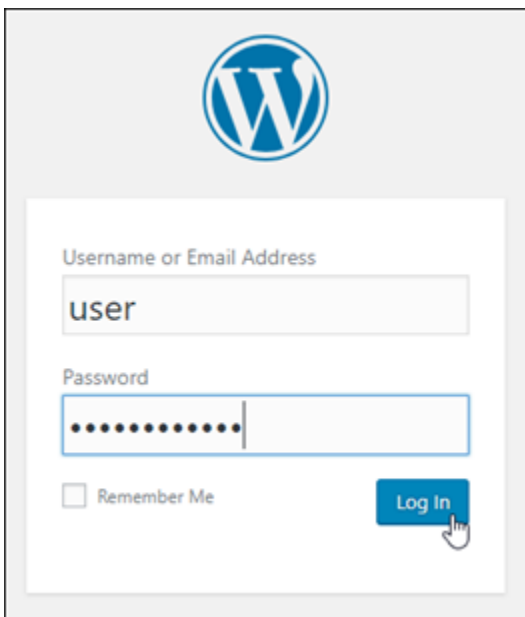 Username or Email Address
user
Password
••••••••••••
Remember Me
Log In